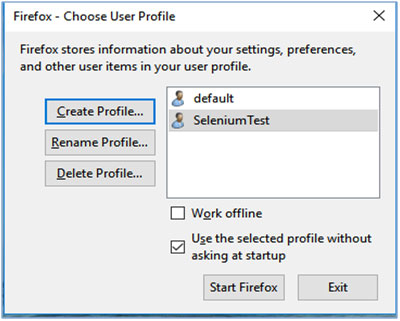 Firefox - Choose User Profile
Firefox stores information about your settings, preferences,
and other user items in your user profile.
Create Profile...
Rename Profile...
Delete Profile...
default
SeleniumTest
Work offline
Use the selected profile without
asking at startup
Start Firefox
Exit